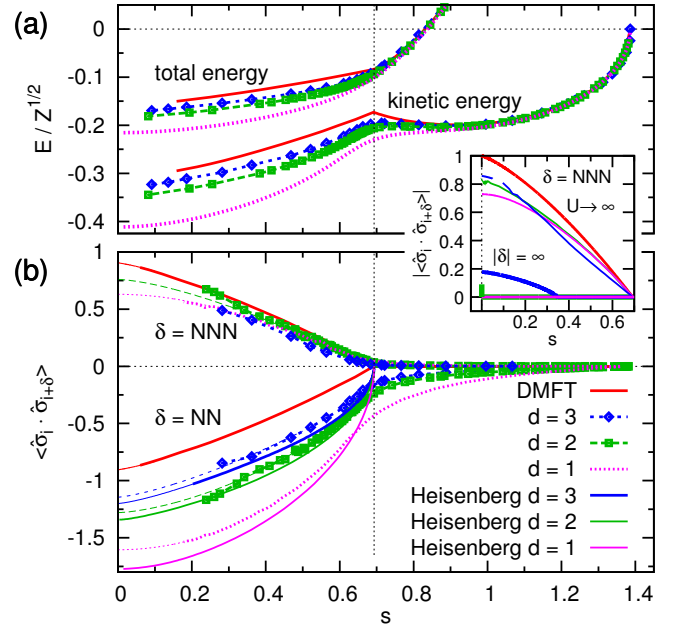 (a)
0
-0.1
-0.2
-0.3
-0.4
E / Z^{1/2}
total energy
kinetic energy
1
0.8
0.6
0.4
0.2
0
|<σ̂_i · σ̂_{i+δ}>|
δ = NNN
U→ ∞
|δ| = ∞
0.2 0.4 0.6
s
(b)
1
0.5
0
-0.5
-1
-1.5
<σ̂_i · σ̂_{i+δ}>
δ = NNN
δ = NN
DMFT
d = 3
d = 2
d = 1
Heisenberg d = 3
Heisenberg d = 2
Heisenberg d = 1
0 0.2 0.4 0.6 0.8 1.0 1.2 1.4
s